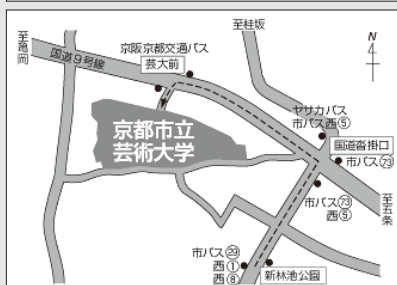 至亀岡
国道9号線
京阪京都交通バス
芸大前
至桂坂
N
ヤサカバス
市バス西⑤
国道沓掛口
市バス㊆㊂
京都市立
芸術大学
市バス73
西⑤
至五条
市バス㉙
西①
西⑧
新林池公園